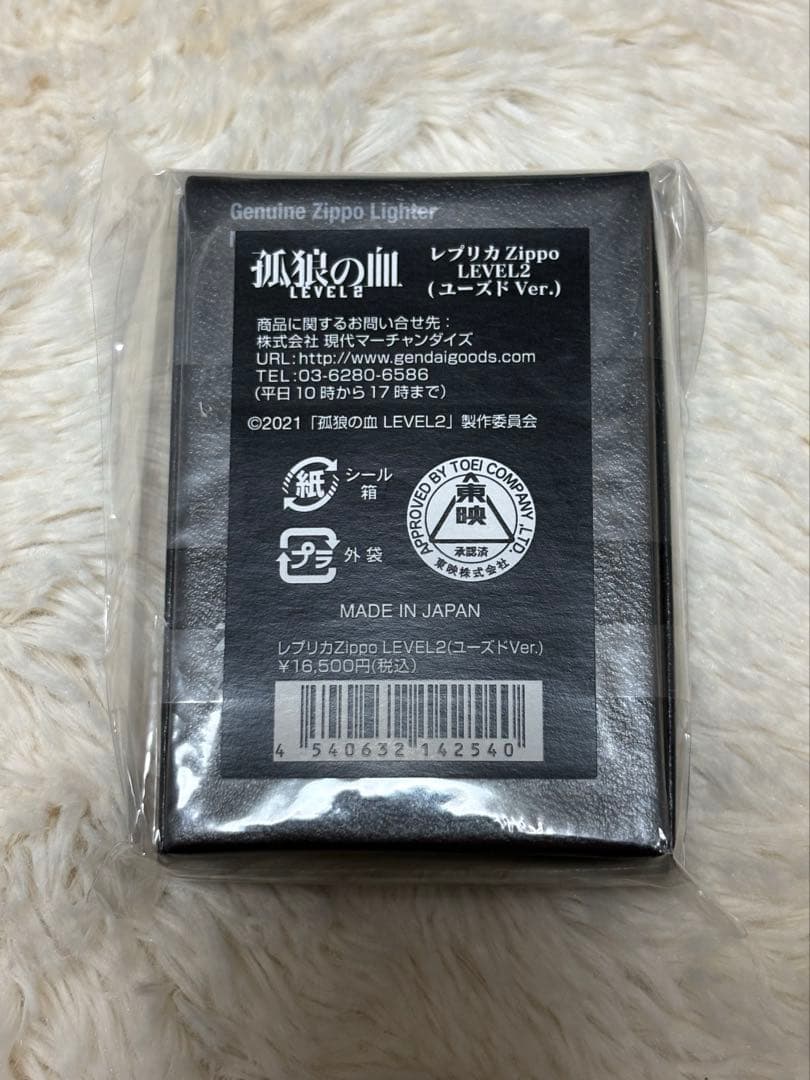 Genuine Zippo Lighter
孤狼の血
LEVEL2
レプリカ Zippo
LEVEL2
(ユーズド Ver.)
商品に関するお問い合せ先：
株式会社 現代マーチャンダイズ
URL:http://www.gendaigoods.com
TEL:03-6280-6586
(平日10時から17時まで)
©2021「孤狼の血 LEVEL2」製作委員会
紙 シール
箱
プラ 外袋
APPROVED BY TOEI COMPANY,LTD.
東映
承認済
東映株式会社
MADE IN JAPAN
レプリカZippo LEVEL2(ユーズドVer.)
¥16,500円(税込)
4 540632 142540